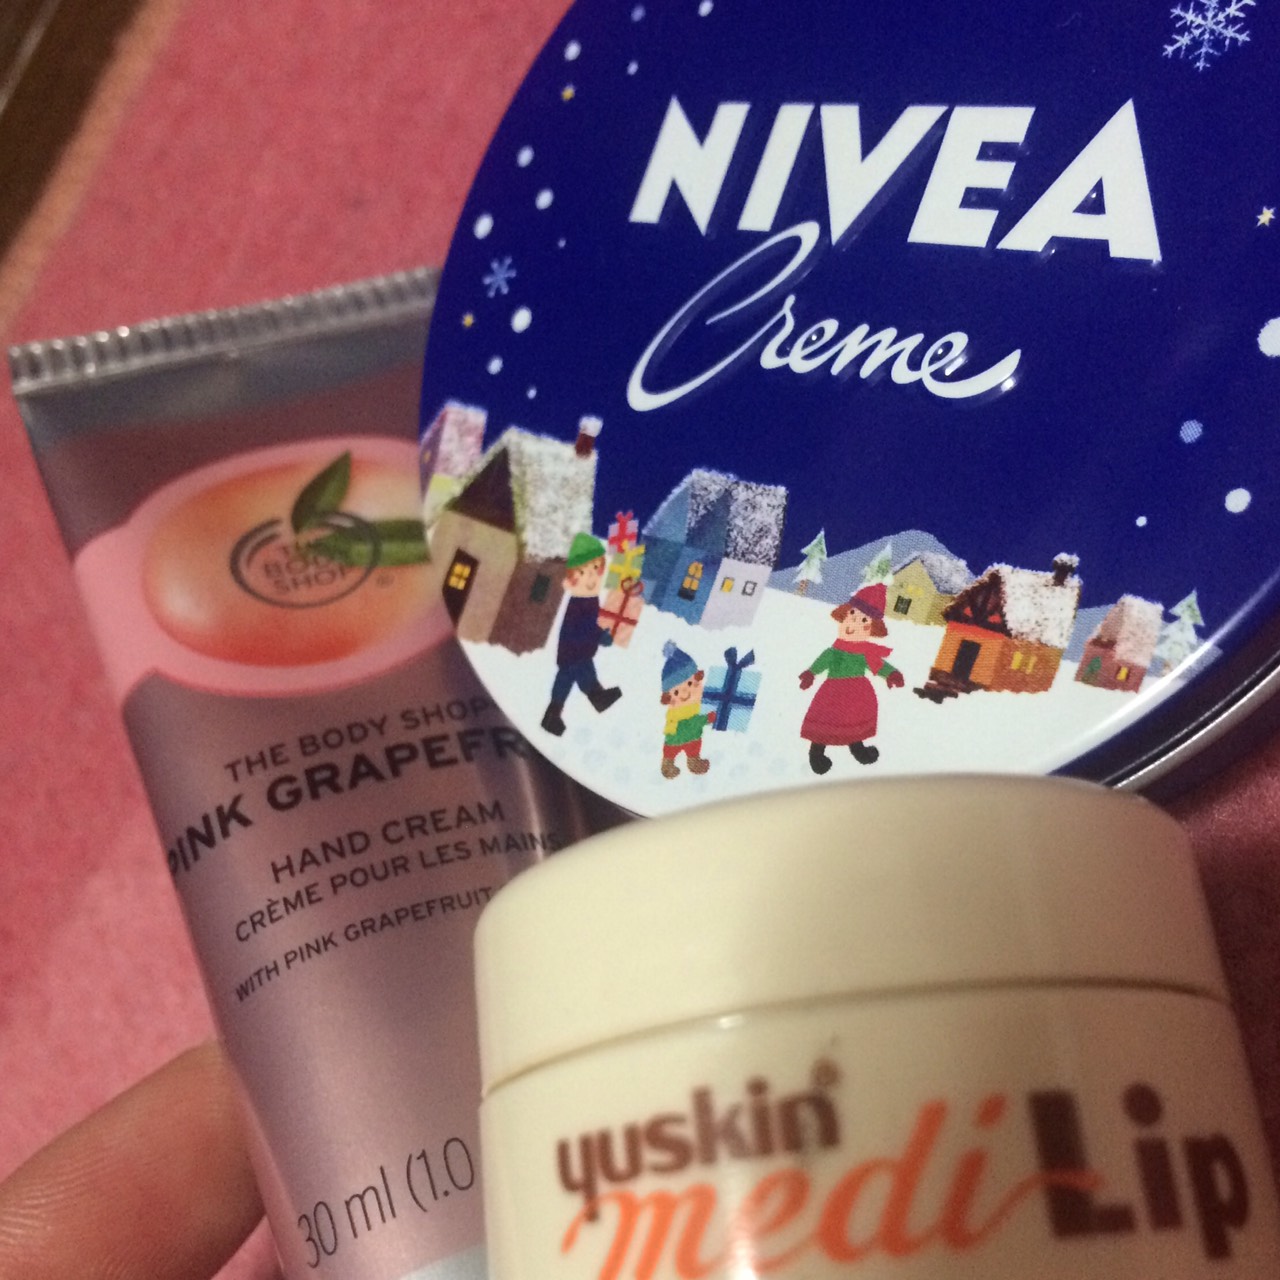 NIVEA
Creme
THE BODY SHOP
THE BODY SHOP
PINK GRAPEFR
HAND CREAM
CRÈME POUR LES MAINS
WITH PINK GRAPEFRUIT
30 ml (1.0
yuskin
medi Lip